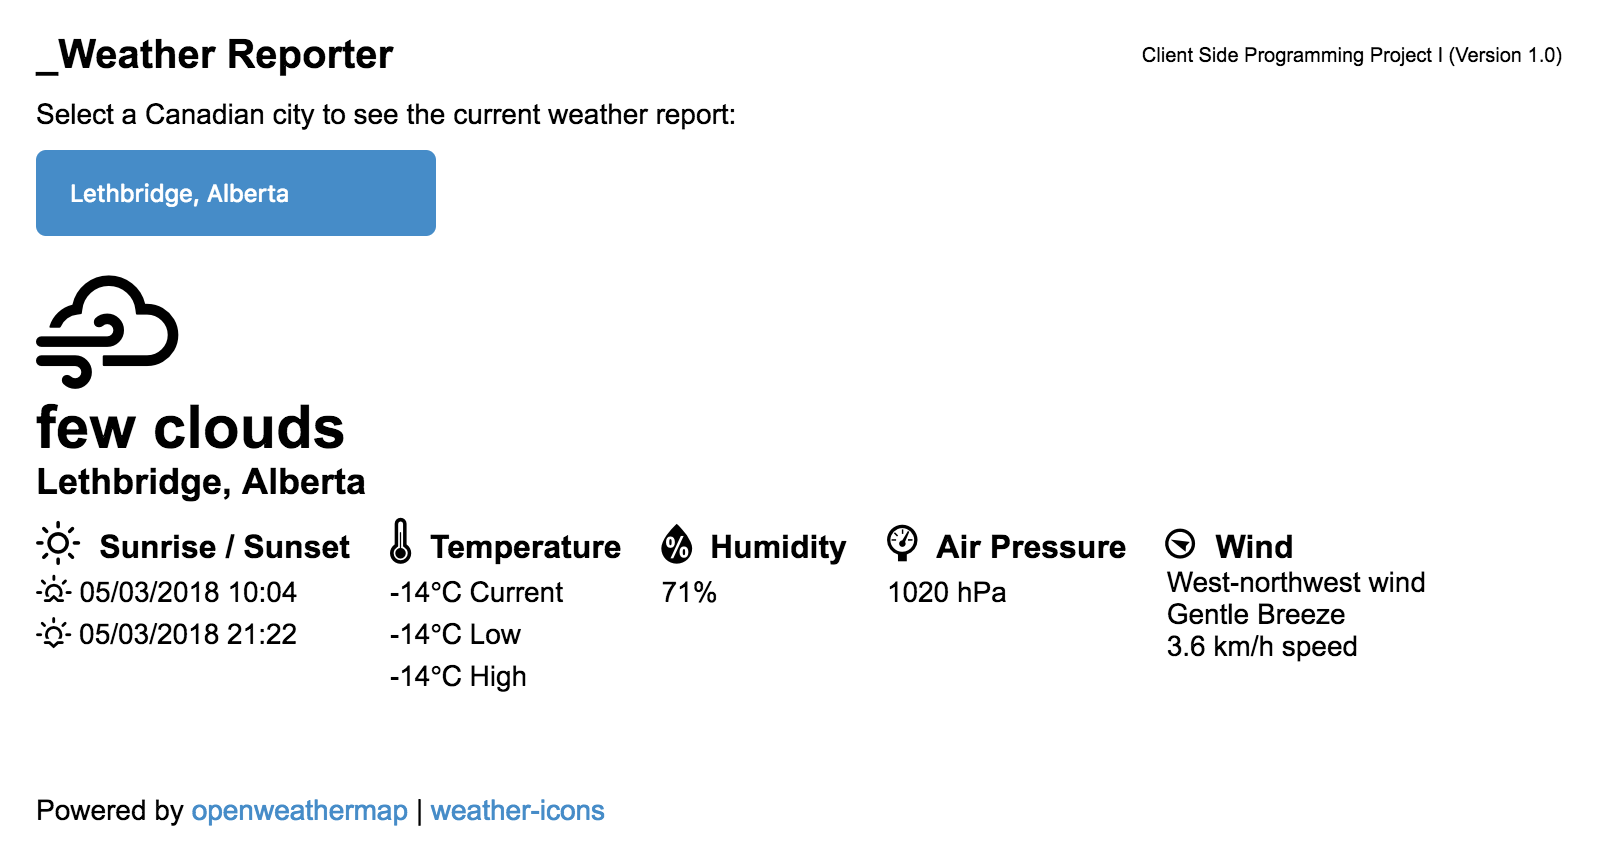 _Weather Reporter
Client Side Programming Project I (Version 1.0)
Select a Canadian city to see the current weather report:
Lethbridge, Alberta
few clouds
Lethbridge, Alberta
Sunrise / Sunset
05/03/2018 10:04
05/03/2018 21:22
Temperature
-14°C Current
-14°C Low
-14°C High
% Humidity
71%
Air Pressure
1020 hPa
Wind
West-northwest wind
Gentle Breeze
3.6 km/h speed
Powered by openweathermap | weather-icons